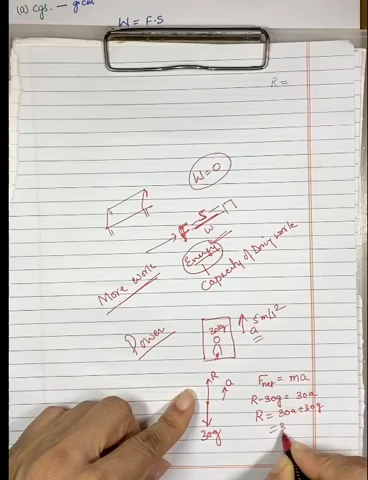 (a) cgs. — gcm
W = F.S
R =
W=0
F S
W
Energy
Capacity of Doing work
More work
Power
30g
5m/s²
a
R
a
30g
Fnet = ma
R-30g = 30a
R = 30a+30g
= 3